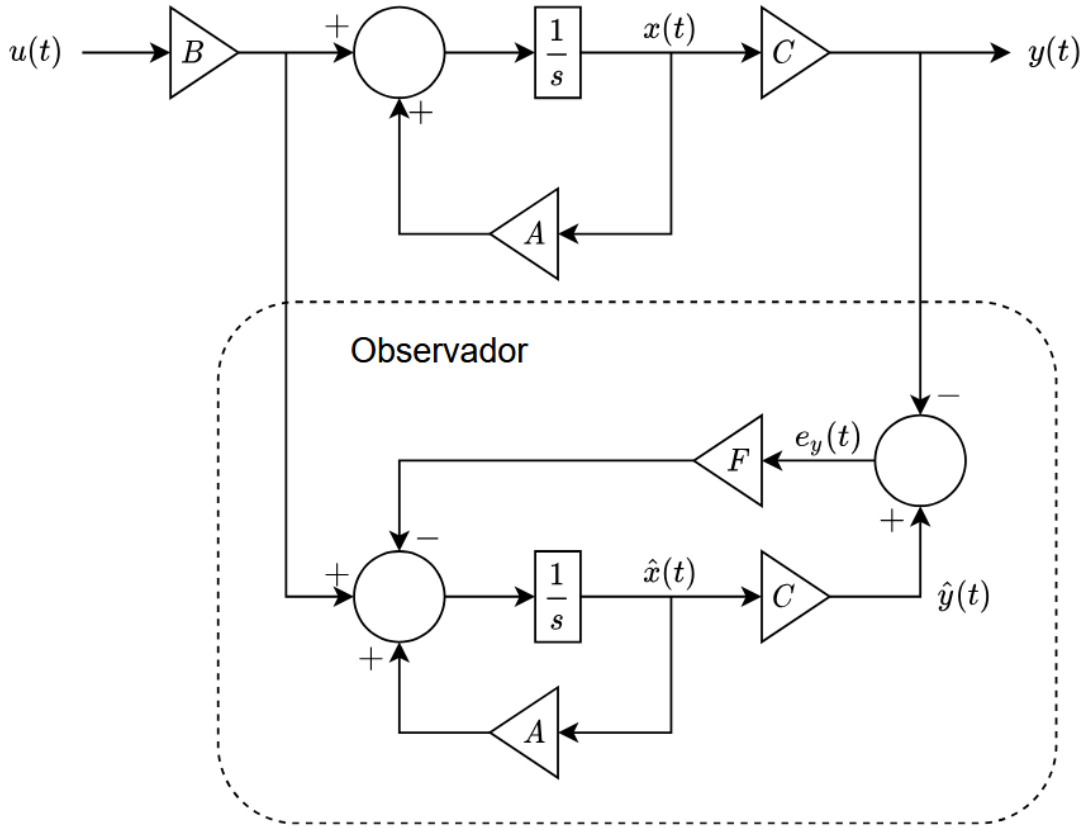 u(t) B + 1/s x(t) C y(t)
+
A
Observador
−
F e_y(t)
+
−
+ 1/s x̂(t) C ŷ(t)
+
A